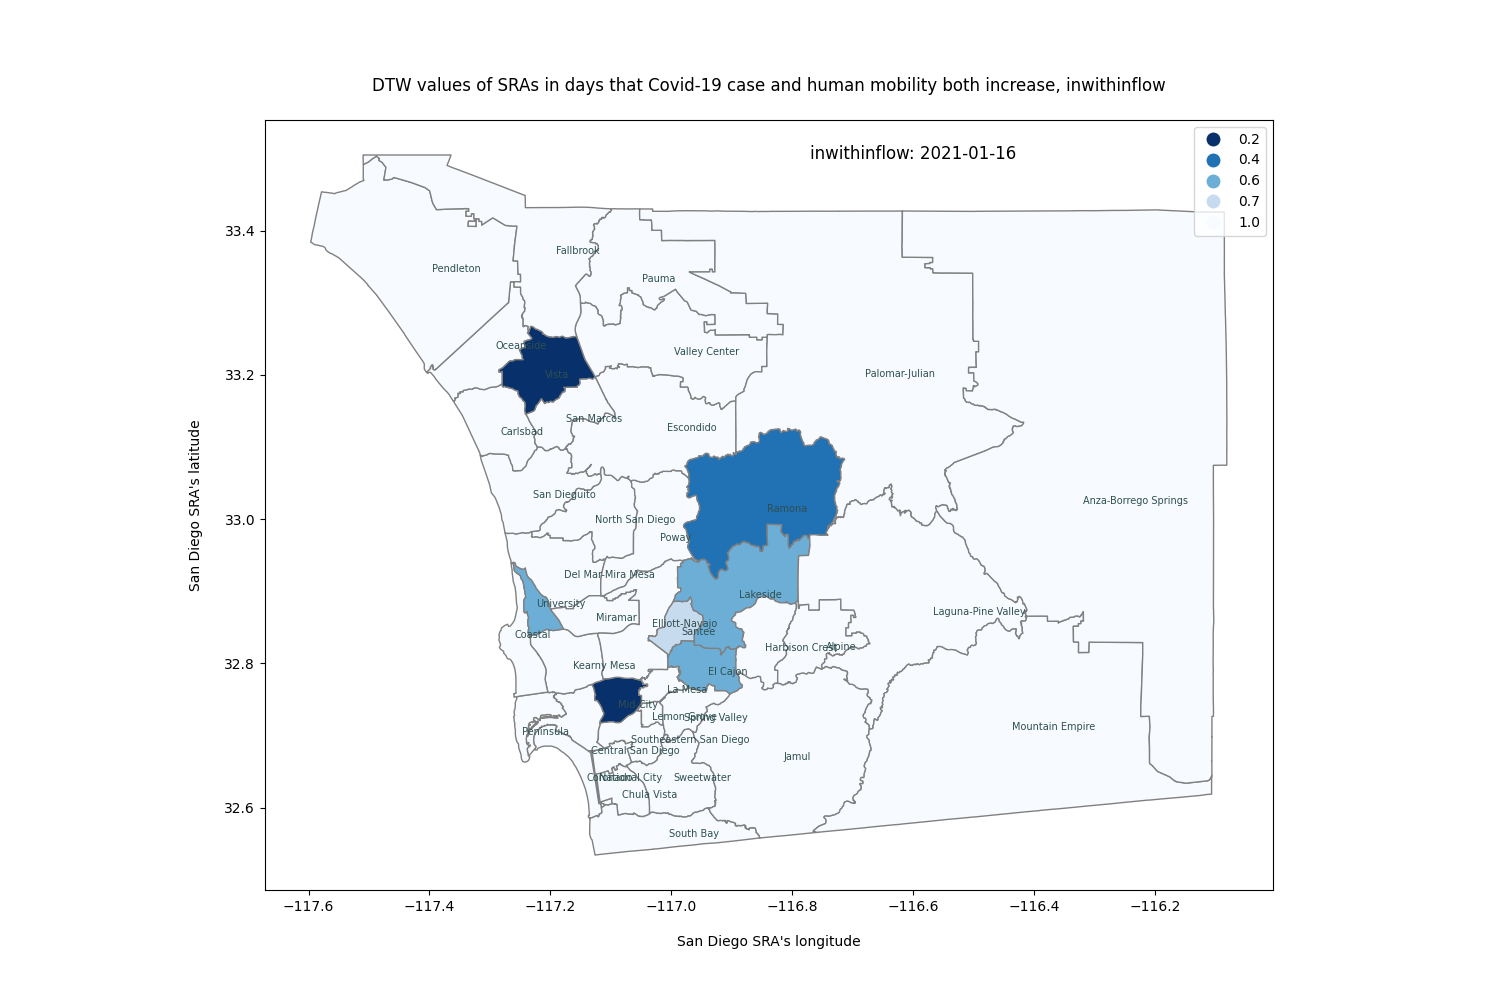 DTW values of SRAs in days that Covid-19 case and human mobility both increase, inwithinflow
inwithinflow: 2021-01-16
0.2
0.4
0.6
0.7
1.0
San Diego SRA's latitude
33.4
33.2
33.0
32.8
32.6
Fallbrook
Pendleton
Pauma
Oceanside
Valley Center
Vista
Palomar-Julian
San Marcos
Carlsbad
Escondido
San Dieguito
Anza-Borrego Springs
Ramona
North San Diego
Poway
Del Mar-Mira Mesa
Lakeside
University
Laguna-Pine Valley
Miramar
Elliott-Navajo
Santee
Coastal
Harbison Crest
Alpine
Kearny Mesa
El Cajon
La Mesa
Mid-City
Lemon Grove
Spring Valley
Mountain Empire
Peninsula
Southeastern San Diego
Central San Diego
Jamul
Coronado
National City
Sweetwater
Chula Vista
South Bay
−117.6
−117.4
−117.2
−117.0
−116.8
−116.6
−116.4
−116.2
San Diego SRA's longitude